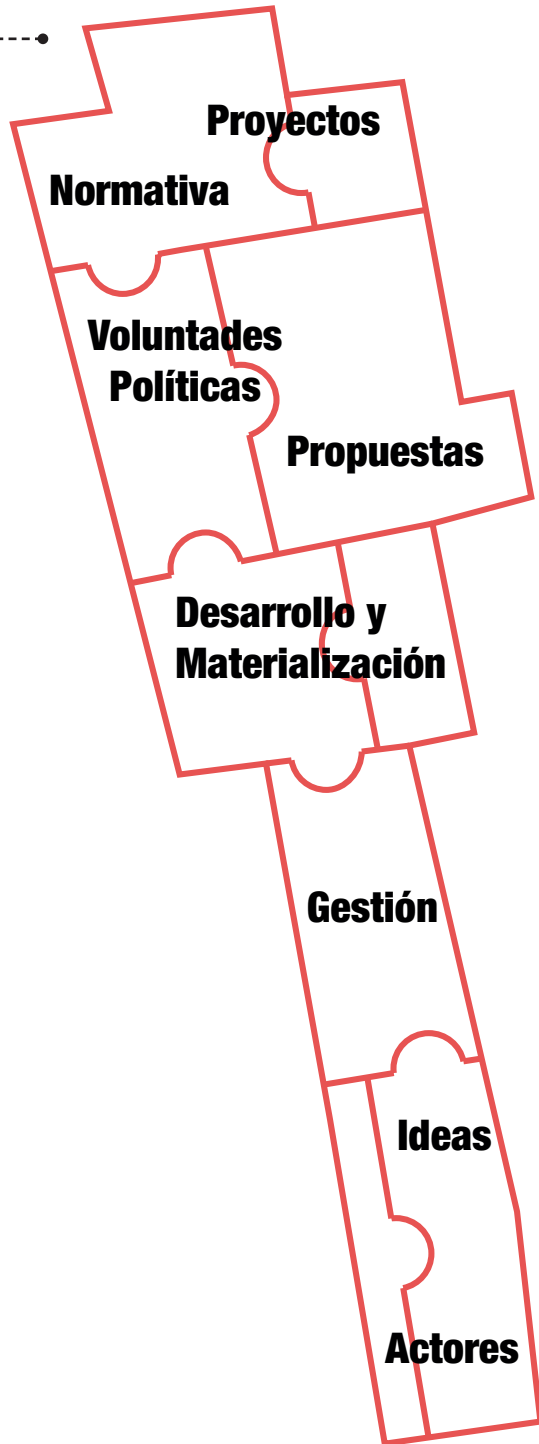 Proyectos
Normativa
Voluntades
Políticas
Propuestas
Desarrollo y
Materialización
Gestión
Ideas
Actores